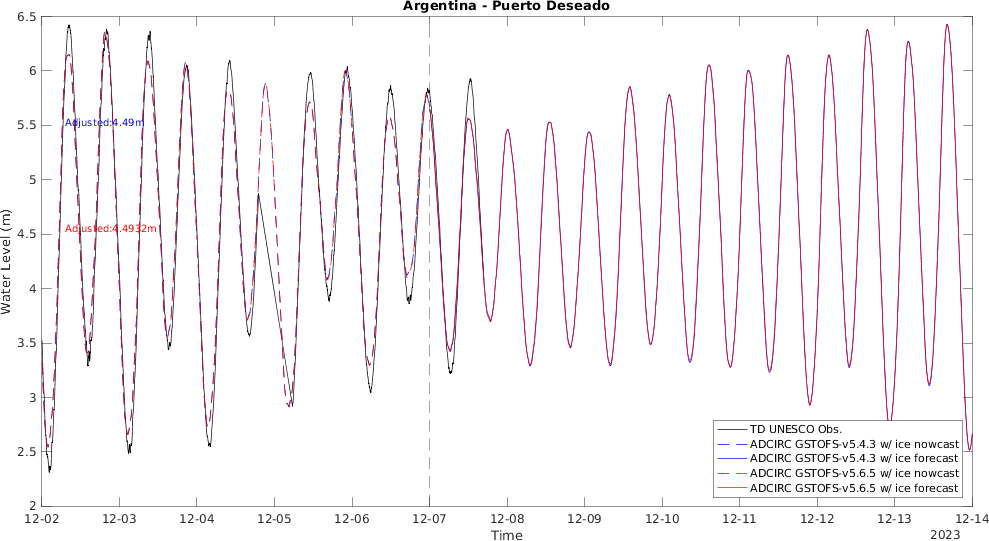 Argentina - Puerto Deseado
6.5
6
5.5
5
4.5
4
3.5
3
2.5
2
Water Level (m)
Adjusted:4.49m
Adjusted:4.4932m
TD UNESCO Obs.
ADCIRC GSTOFS-v5.4.3 w/ ice nowcast
ADCIRC GSTOFS-v5.4.3 w/ ice forecast
ADCIRC GSTOFS-v5.6.5 w/ ice nowcast
ADCIRC GSTOFS-v5.6.5 w/ ice forecast
12-02 12-03 12-04 12-05 12-06 12-07 12-08 12-09 12-10 12-11 12-12 12-13 12-14
Time
2023